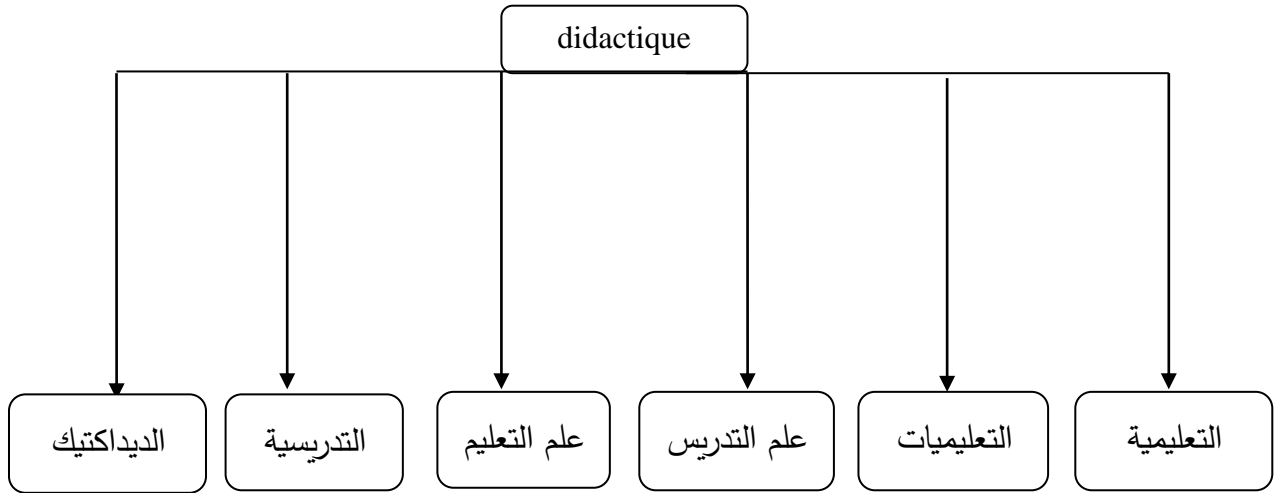 didactique
التعليمية
التعليميات
علم التدريس
علم التعليم
التدريسية
الديداكتيك